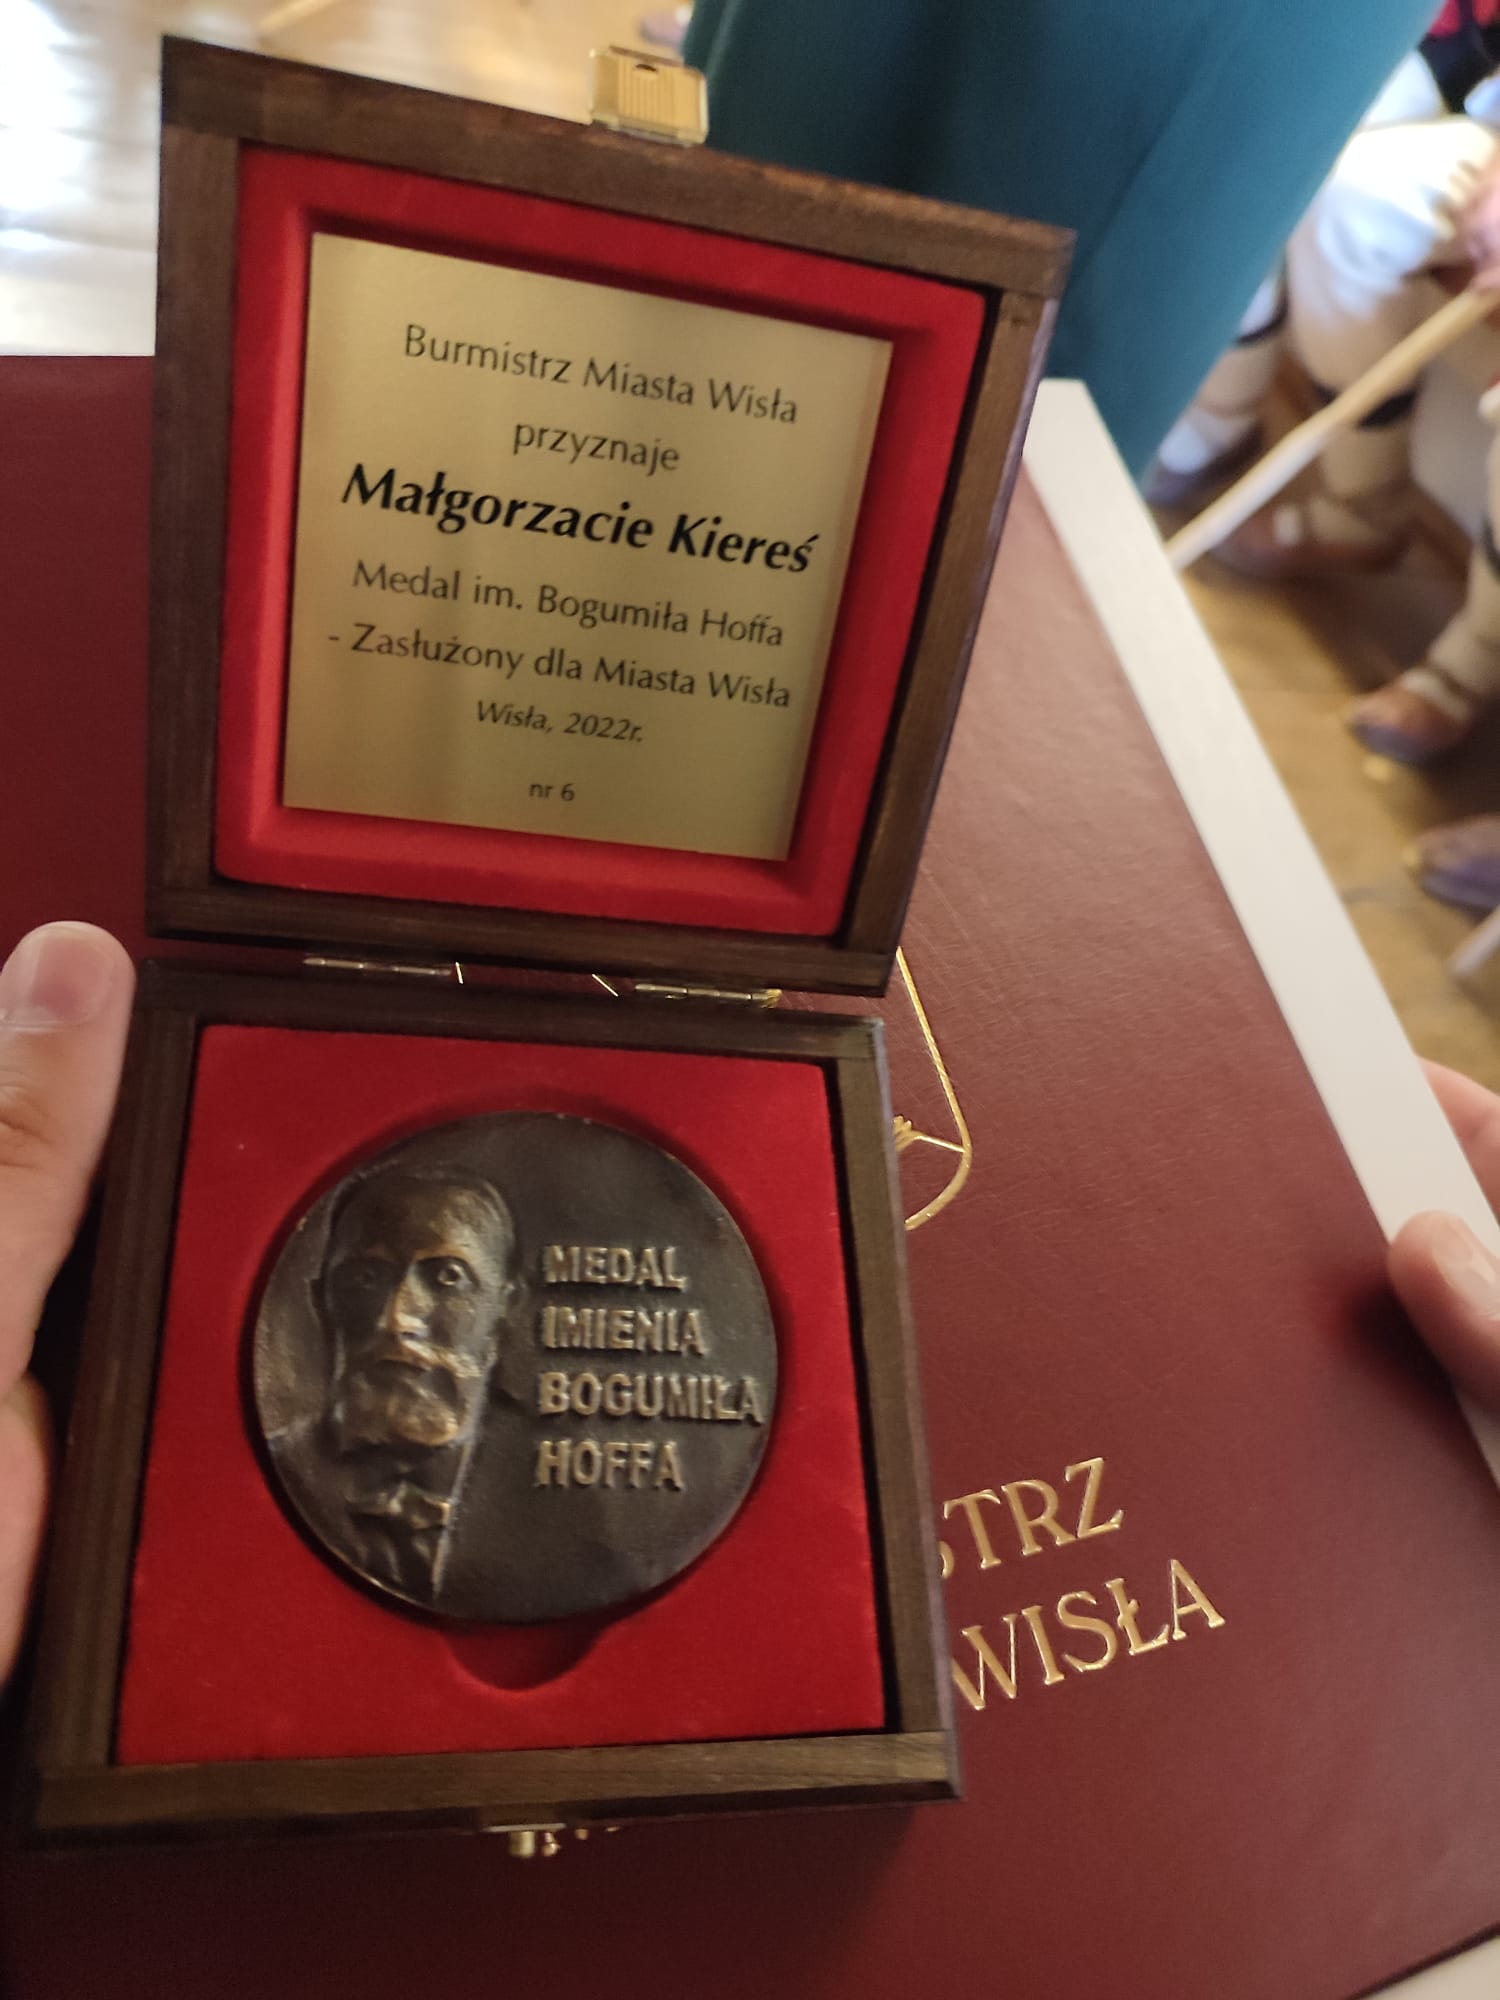 Burmistrz Miasta Wisła
przyznaje
Małgorzacie Kiereś
Medal im. Bogumiła Hoffa
- Zasłużony dla Miasta Wisła
Wisła, 2022r.
nr 6
MEDAL
IMIENIA
BOGUMIŁA
HOFFA
STRZ
WISŁA